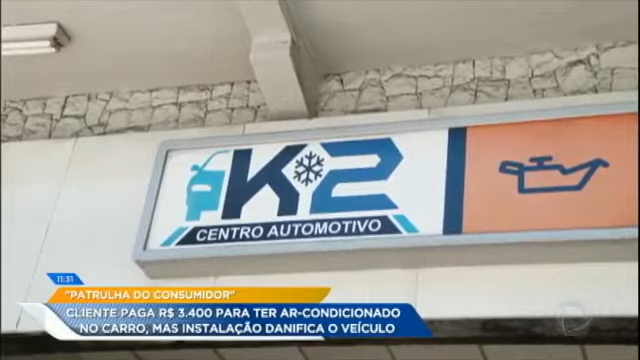 K2
CENTRO AUTOMOTIVO
11:31
"PATRULHA DO CONSUMIDOR"
CLIENTE PAGA R$ 3.400 PARA TER AR-CONDICIONADO
NO CARRO, MAS INSTALAÇÃO DANIFICA O VEÍCULO